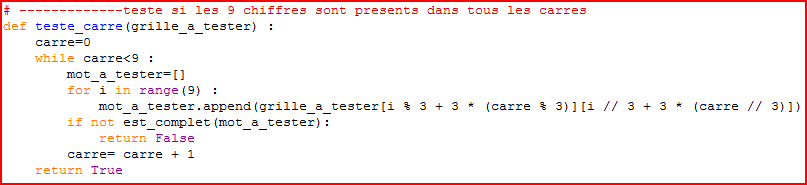 # -------------teste si les 9 chiffres sont presents dans tous les carres
def teste_carre(grille_a_tester) :
    carre=0
    while carre<9 :
        mot_a_tester=[]
        for i in range(9) :
            mot_a_tester.append(grille_a_tester[i % 3 + 3 * (carre % 3)][i // 3 + 3 * (carre // 3)])
        if not est_complet(mot_a_tester):
            return False
        carre= carre + 1
    return True